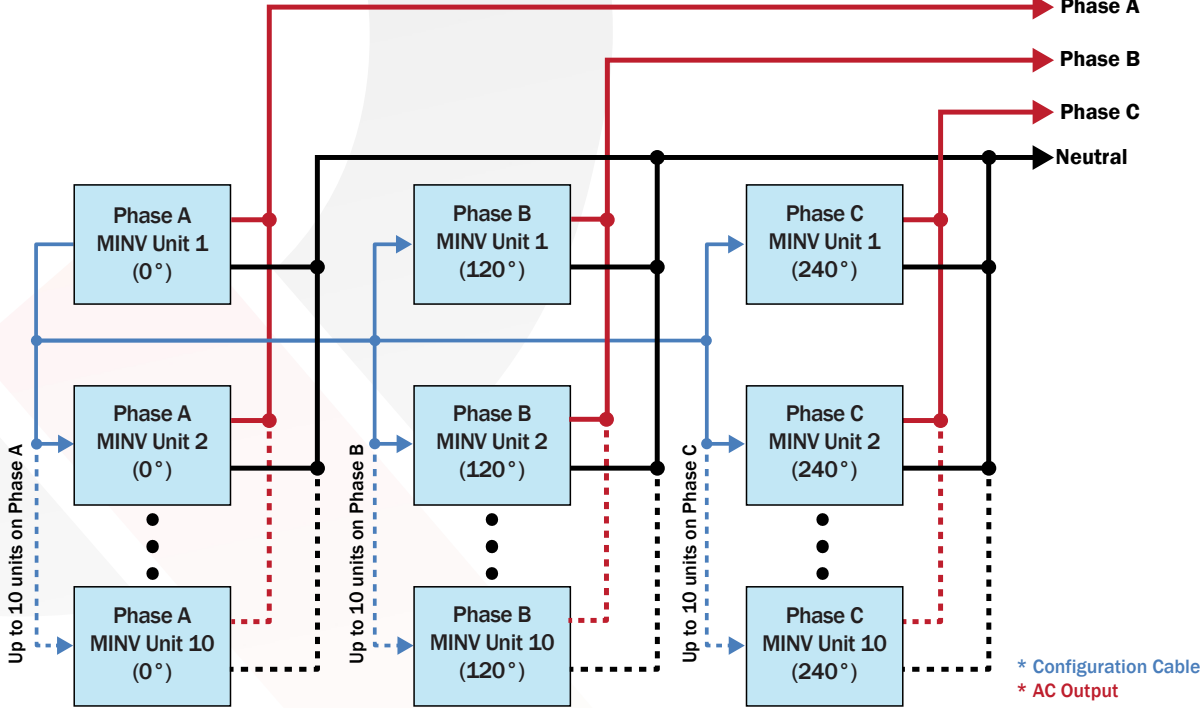 Phase A
Phase B
Phase C
Neutral
Phase A
MINV Unit 1
(0°)
Phase B
MINV Unit 1
(120°)
Phase C
MINV Unit 1
(240°)
Phase A
MINV Unit 2
(0°)
Phase B
MINV Unit 2
(120°)
Phase C
MINV Unit 2
(240°)
Up to 10 units on Phase A
Up to 10 units on Phase B
Up to 10 units on Phase C
Phase A
MINV Unit 10
(0°)
Phase B
MINV Unit 10
(120°)
Phase C
MINV Unit 10
(240°)
* Configuration Cable
* AC Output